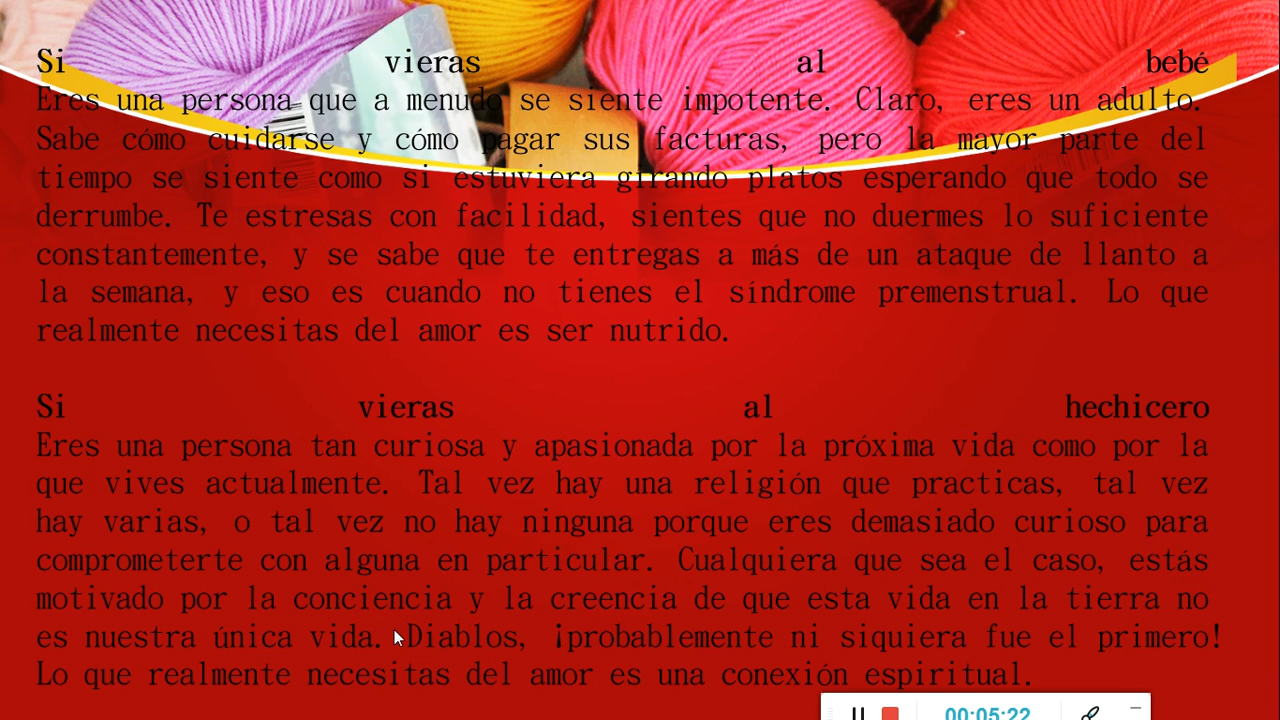 Si vieras al bebé
Eres una persona que a menudo se siente impotente. Claro, eres un adulto.
Sabe cómo cuidarse y cómo pagar sus facturas, pero la mayor parte del
tiempo se siente como si estuviera girando platos esperando que todo se
derrumbe. Te estresas con facilidad, sientes que no duermes lo suficiente
constantemente, y se sabe que te entregas a más de un ataque de llanto a
la semana, y eso es cuando no tienes el síndrome premenstrual. Lo que
realmente necesitas del amor es ser nutrido.
Si vieras al hechicero
Eres una persona tan curiosa y apasionada por la próxima vida como por la
que vives actualmente. Tal vez hay una religión que practicas, tal vez
hay varias, o tal vez no hay ninguna porque eres demasiado curioso para
comprometerte con alguna en particular. Cualquiera que sea el caso, estás
motivado por la conciencia y la creencia de que esta vida en la tierra no
es nuestra única vida. Diablos, ¡probablemente ni siquiera fue el primero!
Lo que realmente necesitas del amor es una conexión espiritual.
00:05:22